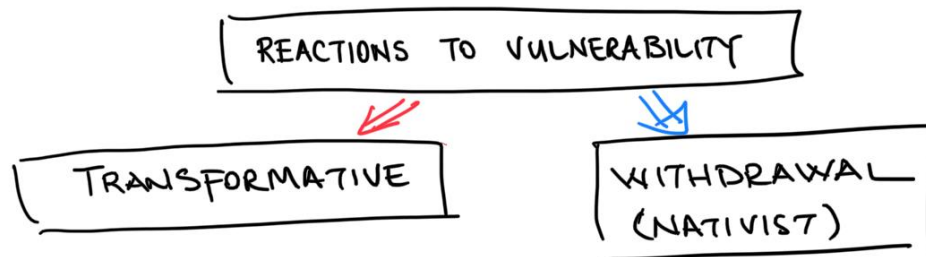 REACTIONS TO VULNERABILITY
TRANSFORMATIVE
WITHDRAWAL
(NATIVIST)